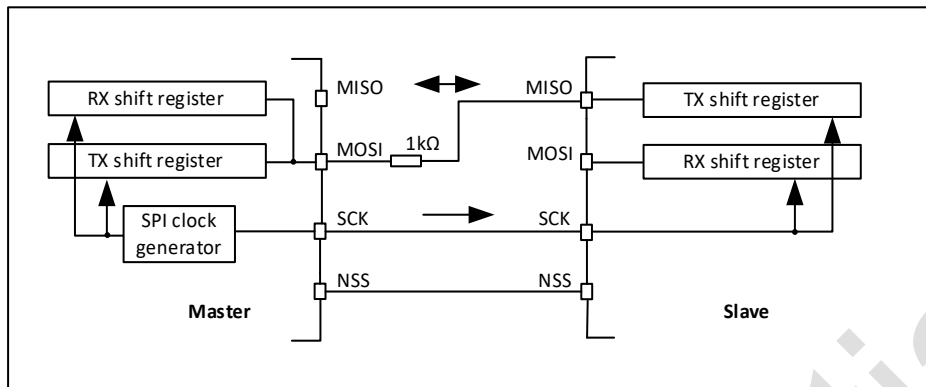 MISO
MISO
RX shift register
TX shift register
1kΩ
MOSI
MOSI
TX shift register
RX shift register
SCK
SCK
SPI clock
generator
NSS
NSS
Master
Slave